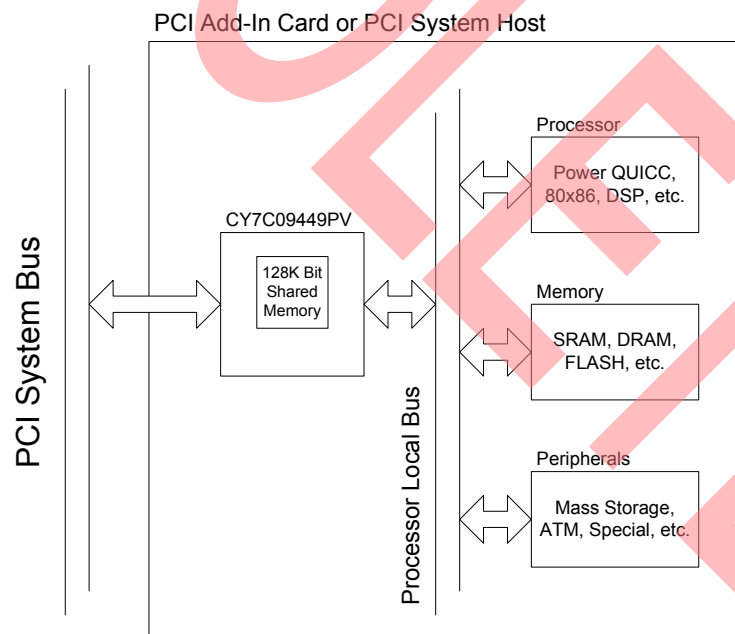 PCI Add-In Card or PCI System Host
PCI System Bus
CY7C09449PV
128K Bit
Shared
Memory
Processor Local Bus
Processor
Power QUICC,
80x86, DSP, etc.
Memory
SRAM, DRAM,
FLASH, etc.
Peripherals
Mass Storage,
ATM, Special, etc.